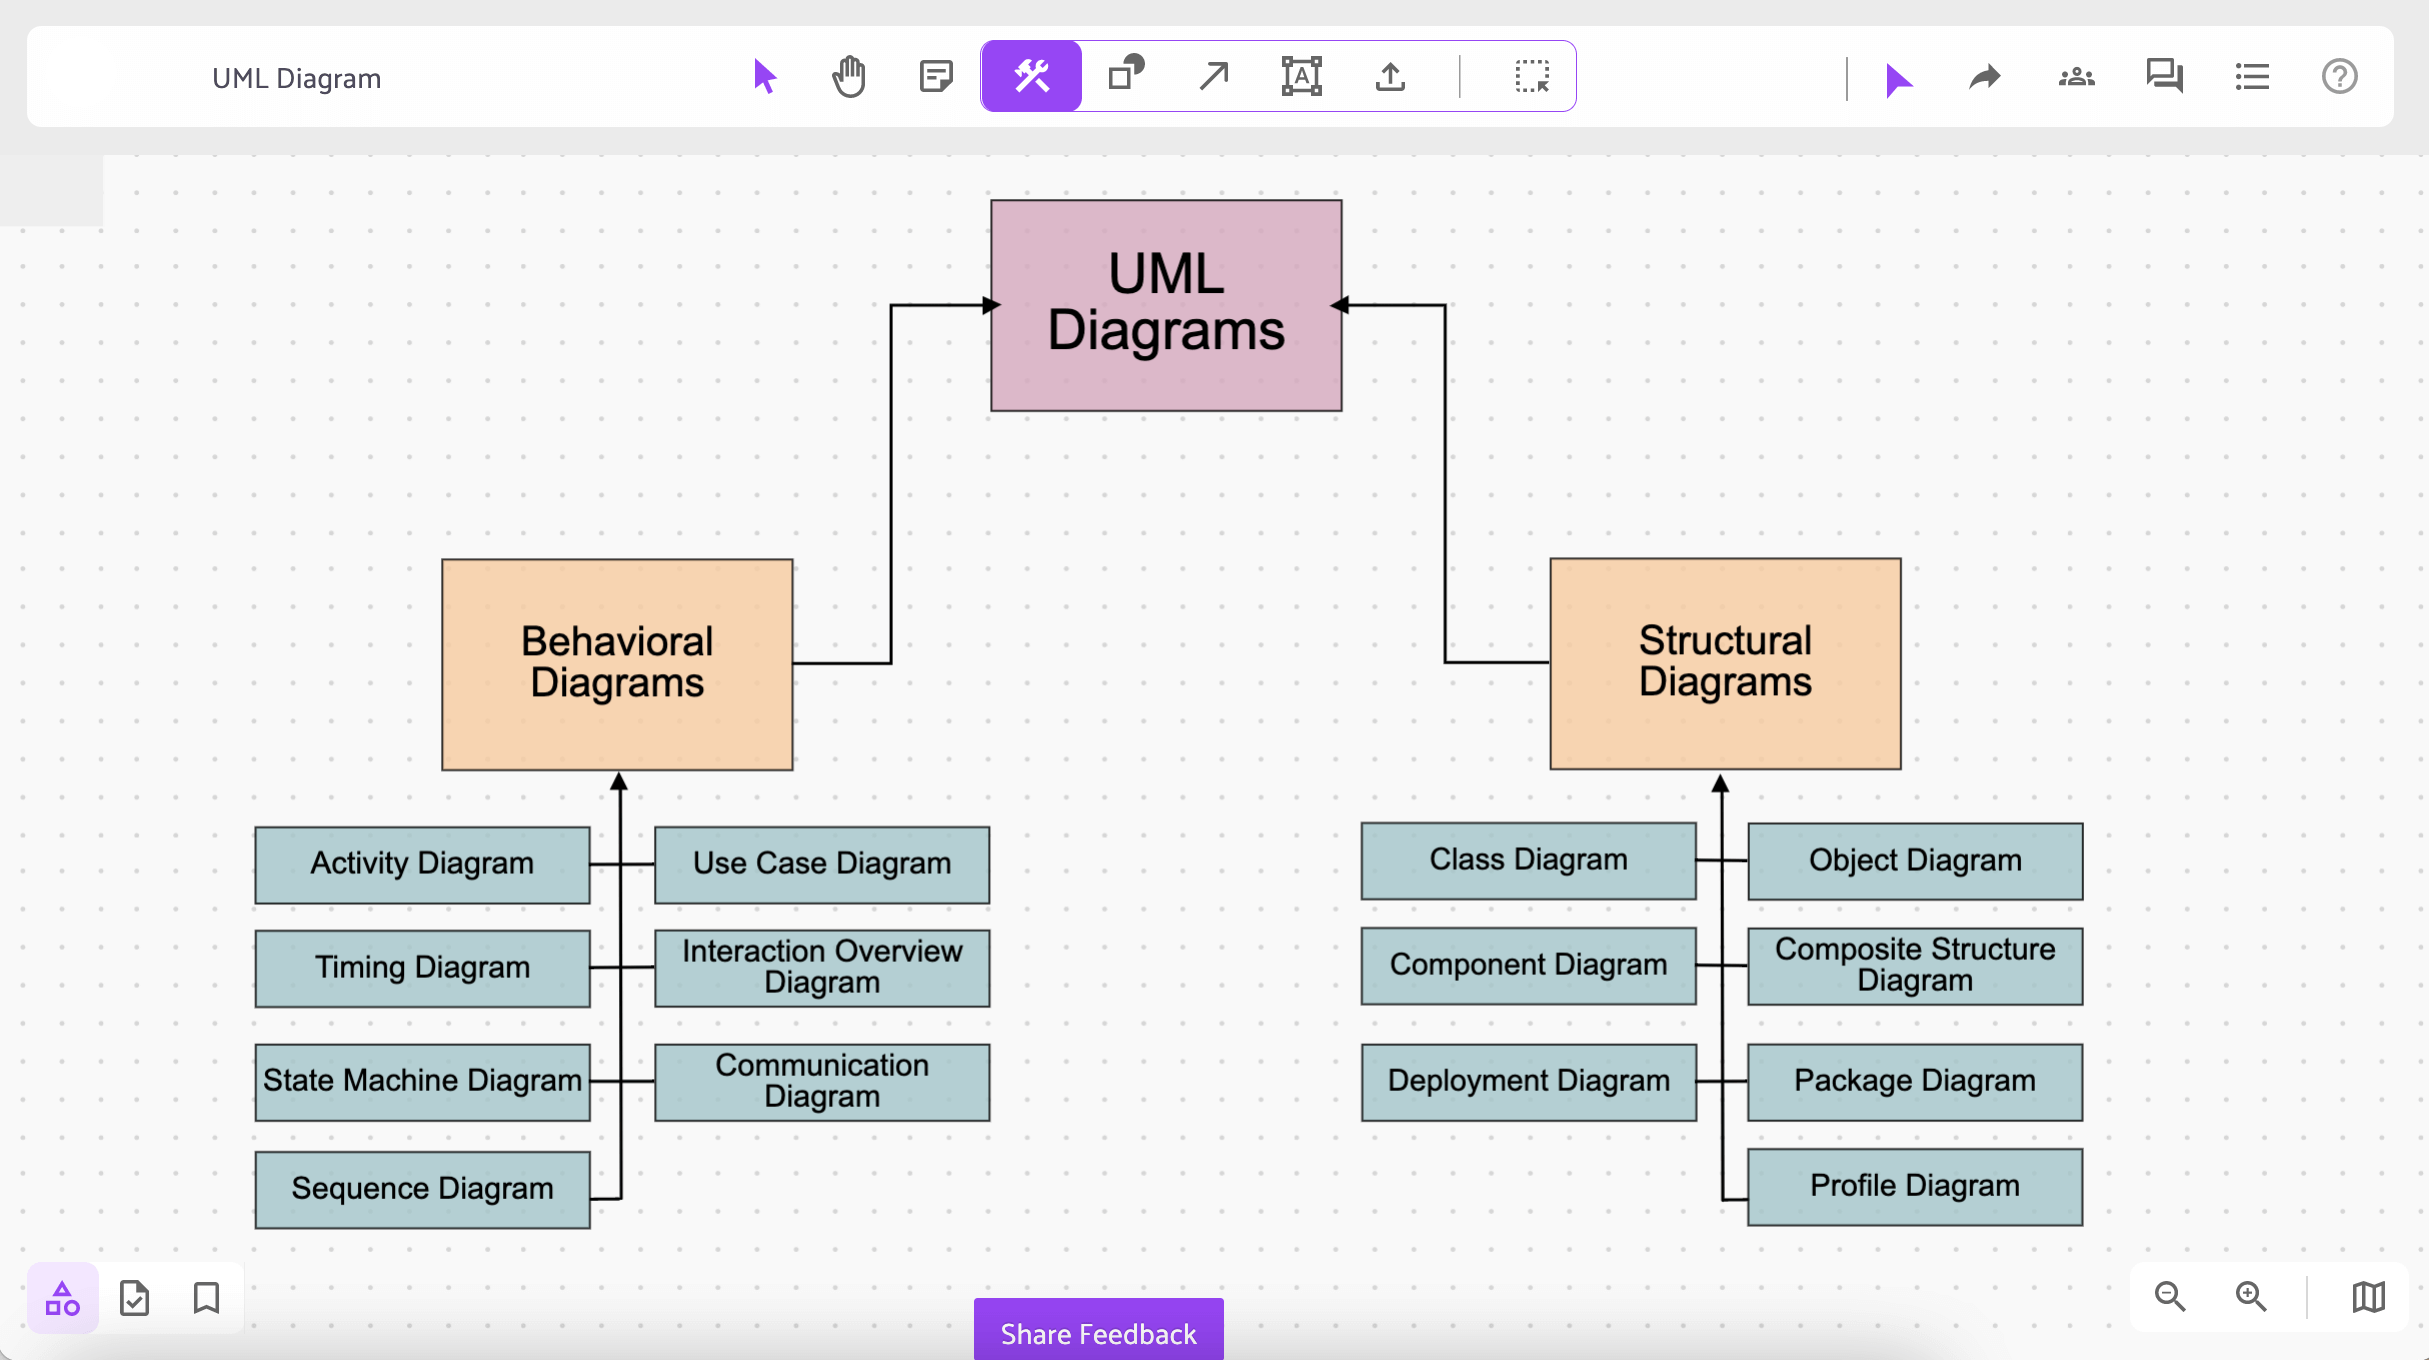 UML Diagram
A
UML
Diagrams
Behavioral
Diagrams
Structural
Diagrams
Activity Diagram
Use Case Diagram
Timing Diagram
Interaction Overview
Diagram
State Machine Diagram
Communication
Diagram
Sequence Diagram
Class Diagram
Object Diagram
Component Diagram
Composite Structure
Diagram
Deployment Diagram
Package Diagram
Profile Diagram
Share Feedback